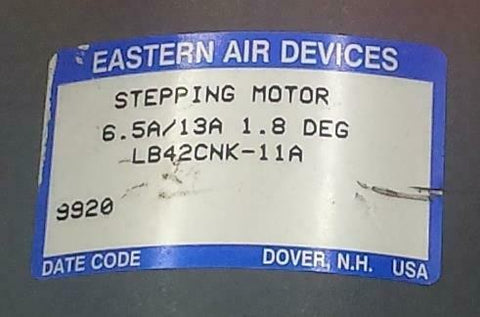 EASTERN AIR DEVICES
STEPPING MOTOR
6.5A/13A 1.8 DEG
LB42CNK-11A
9920
DATE CODE DOVER, N.H. USA